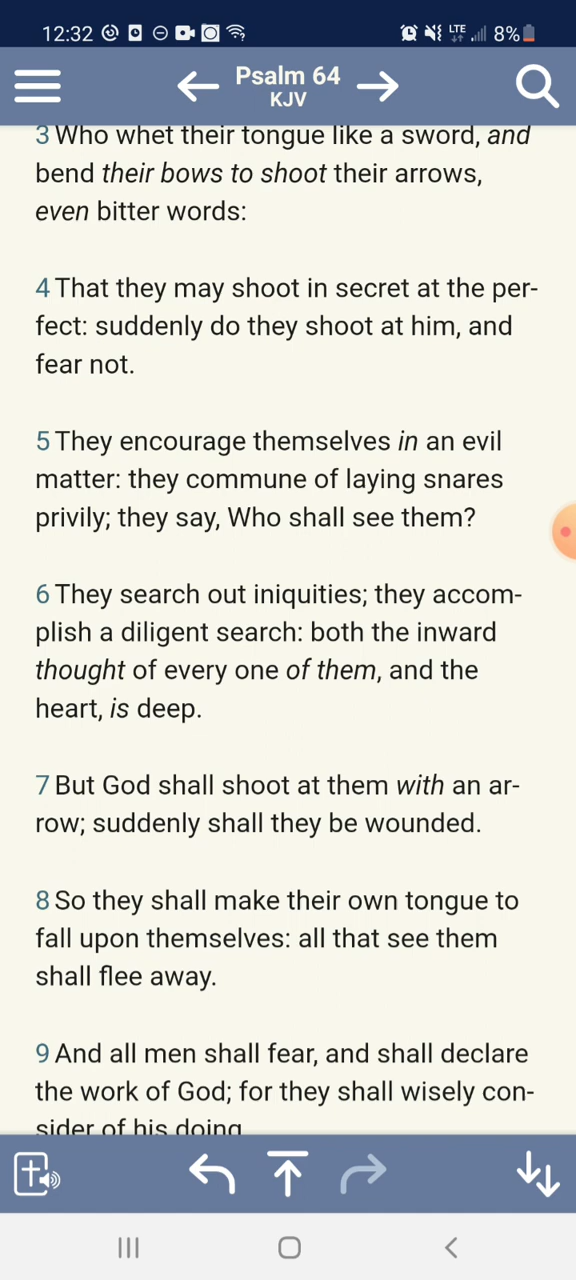 12:32 LTE 8%
Psalm 64
KJV
3 Who whet their tongue like a sword, and
bend their bows to shoot their arrows,
even bitter words:
4 That they may shoot in secret at the per-
fect: suddenly do they shoot at him, and
fear not.
5 They encourage themselves in an evil
matter: they commune of laying snares
privily; they say, Who shall see them?
6 They search out iniquities; they accom-
plish a diligent search: both the inward
thought of every one of them, and the
heart, is deep.
7 But God shall shoot at them with an ar-
row; suddenly shall they be wounded.
8 So they shall make their own tongue to
fall upon themselves: all that see them
shall flee away.
9 And all men shall fear, and shall declare
the work of God; for they shall wisely con-
sider of his doing